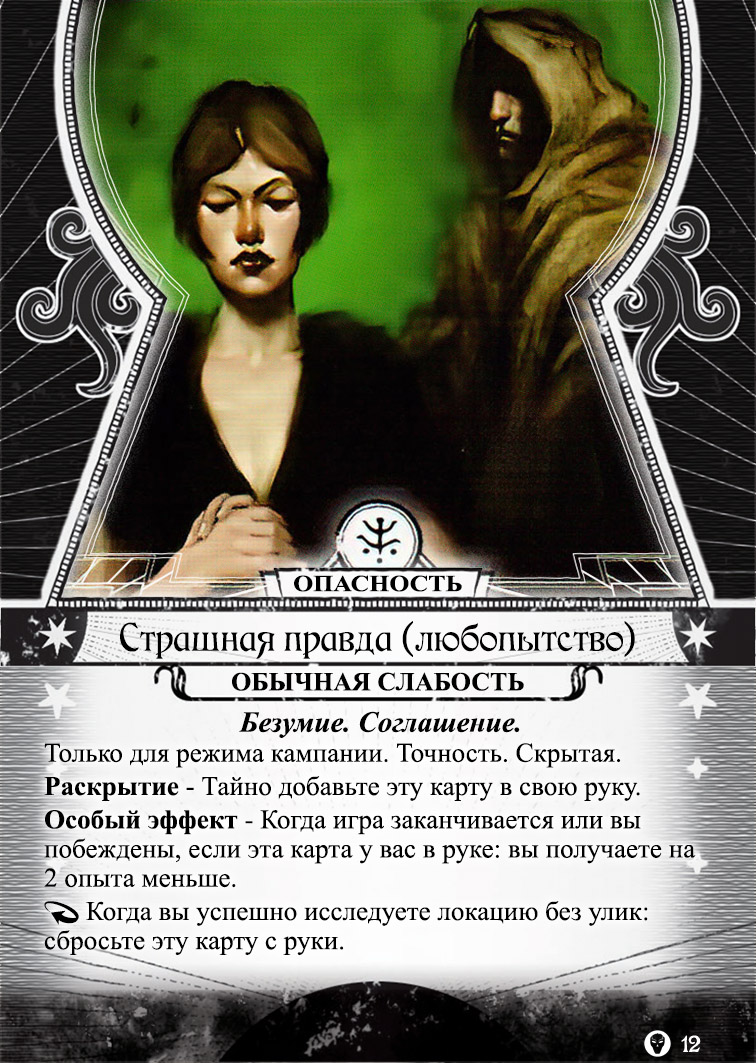 ОПАСНОСТЬ
Страшная правда (любопытство)
ОБЫЧНАЯ СЛАБОСТЬ
Безумие. Соглашение.
Только для режима кампании. Точность. Скрытая.
Раскрытие - Тайно добавьте эту карту в свою руку.
Особый эффект - Когда игра заканчивается или вы
побеждены, если эта карта у вас в руке: вы получаете на
2 опыта меньше.
Когда вы успешно исследуете локацию без улик:
сбросьте эту карту с руки.
12